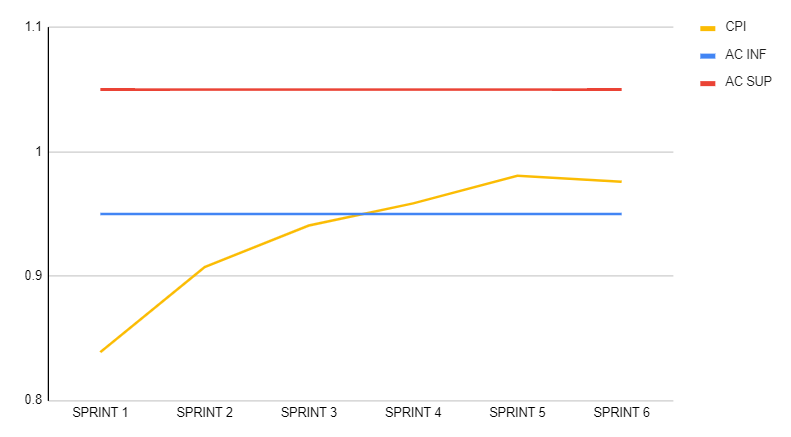 1.1
1
0.9
0.8
SPRINT 1 SPRINT 2 SPRINT 3 SPRINT 4 SPRINT 5 SPRINT 6
CPI
AC INF
AC SUP